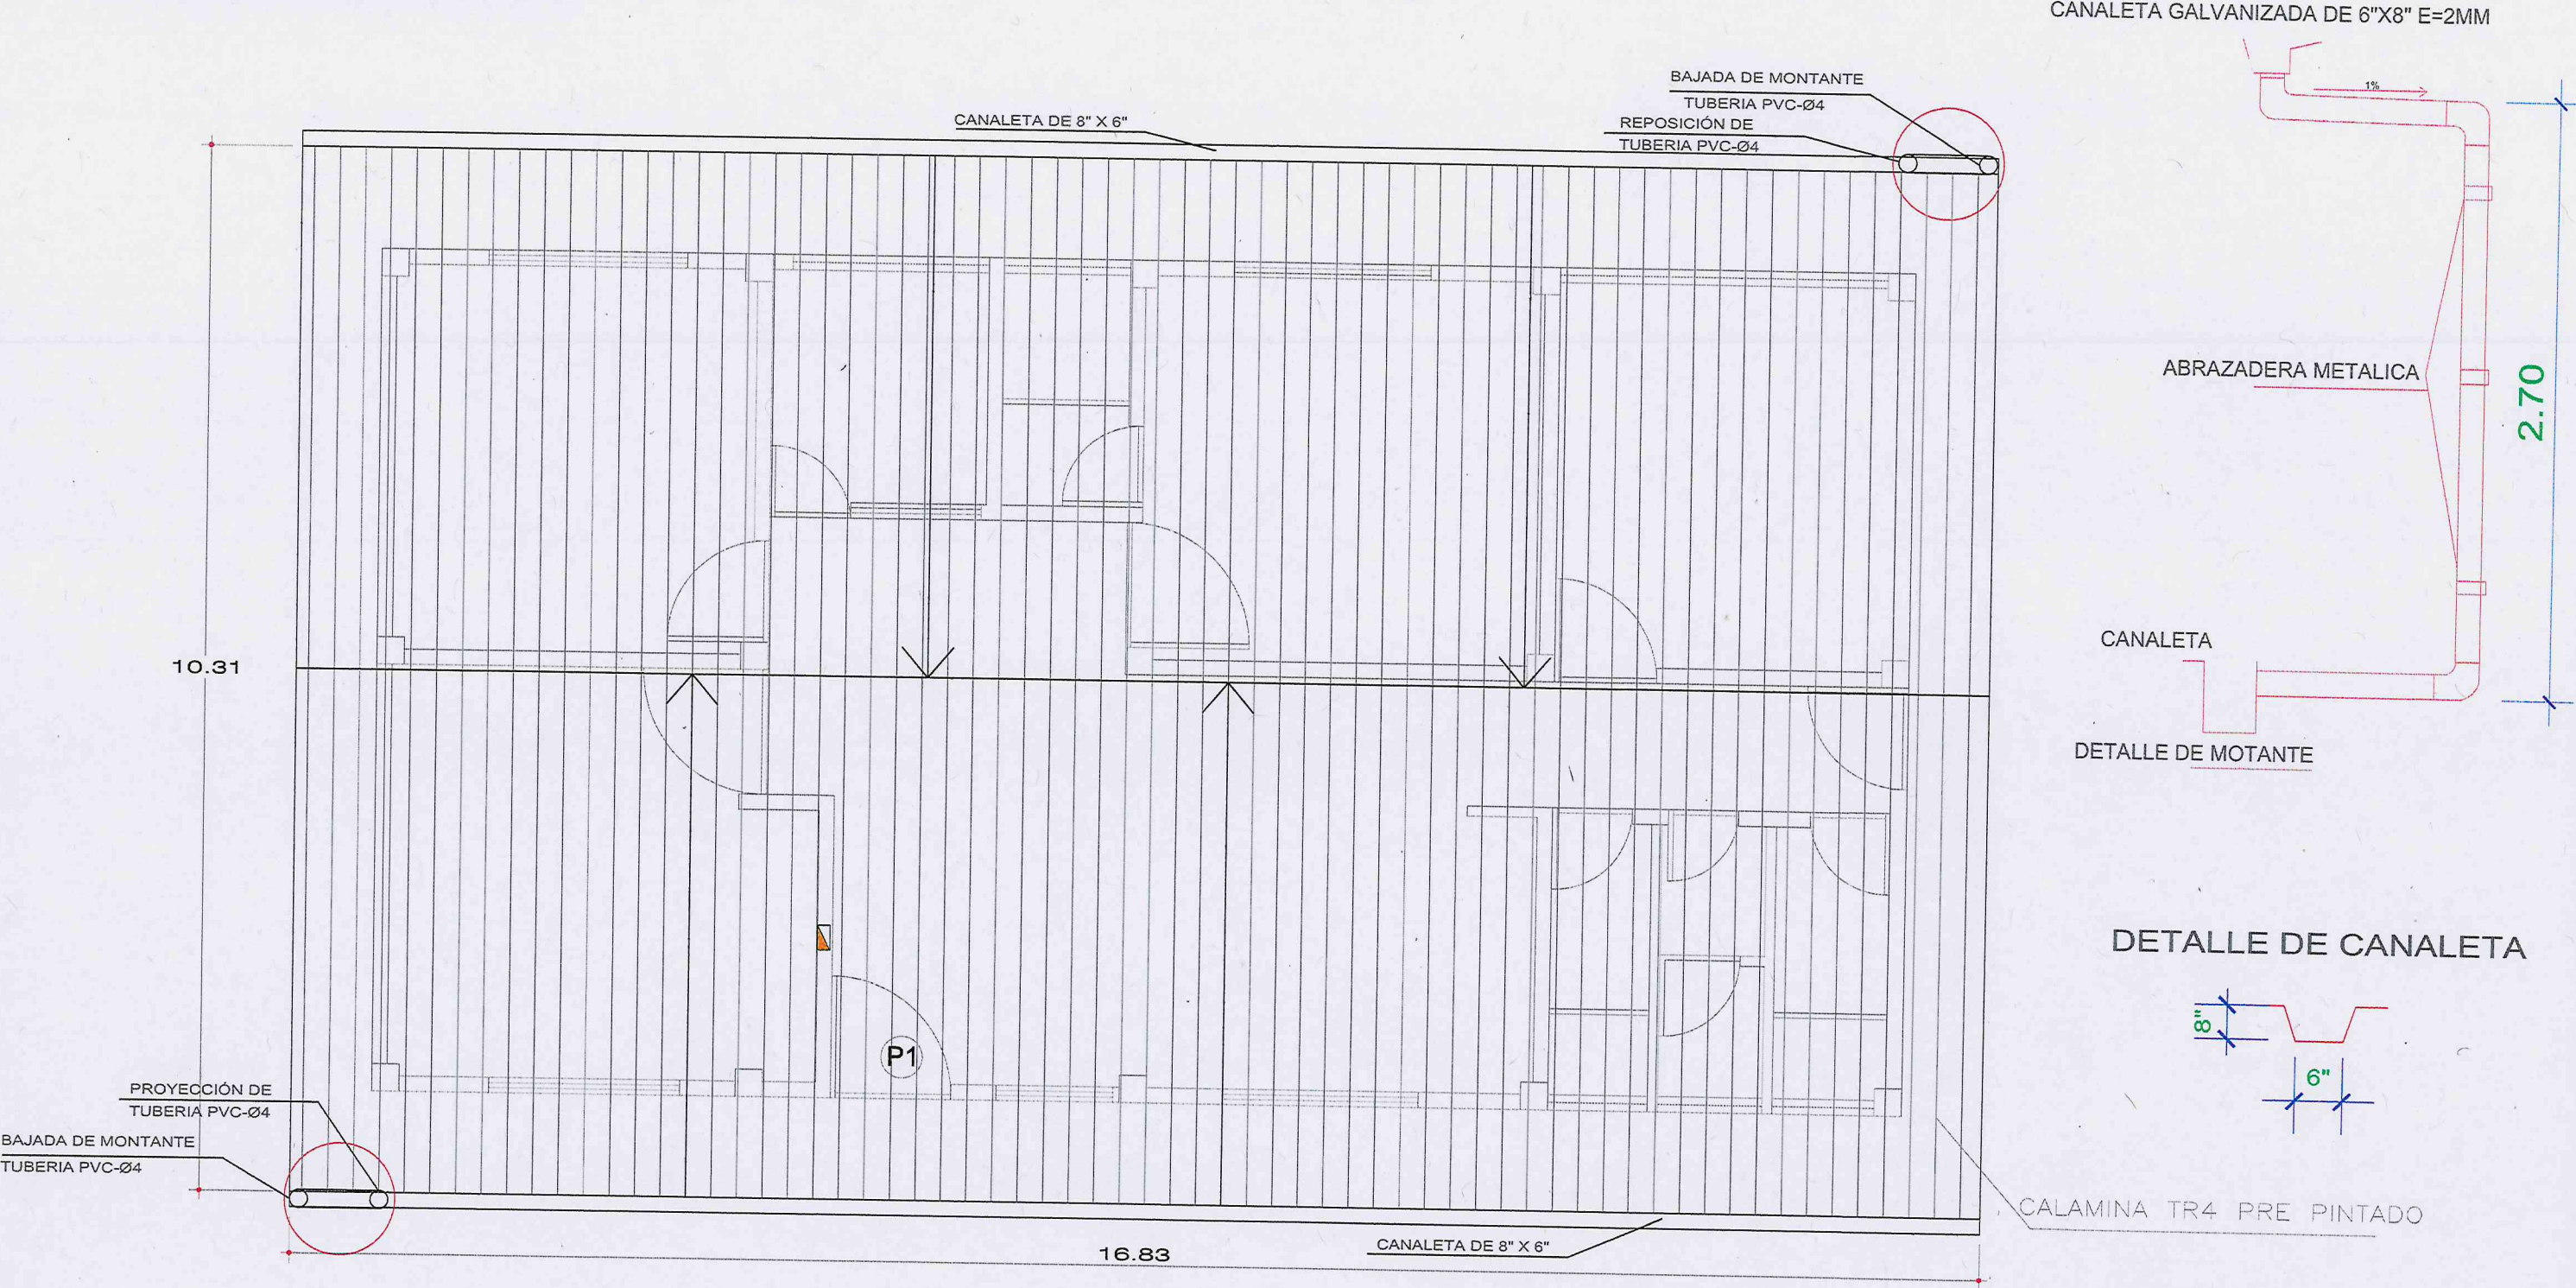 CANALETA GALVANIZADA DE 6"X8" E=2MM
BAJADA DE MONTANTE
TUBERIA PVC-Ø4
REPOSICIÓN DE
TUBERIA PVC-Ø4
CANALETA DE 8" X 6"
1%
ABRAZADERA METALICA
2.70
CANALETA
DETALLE DE MOTANTE
10.31
DETALLE DE CANALETA
8"
6"
P1
PROYECCIÓN DE
TUBERIA PVC-Ø4
BAJADA DE MONTANTE
TUBERIA PVC-Ø4
CALAMINA TR4 PRE PINTADO
CANALETA DE 8" X 6"
16.83